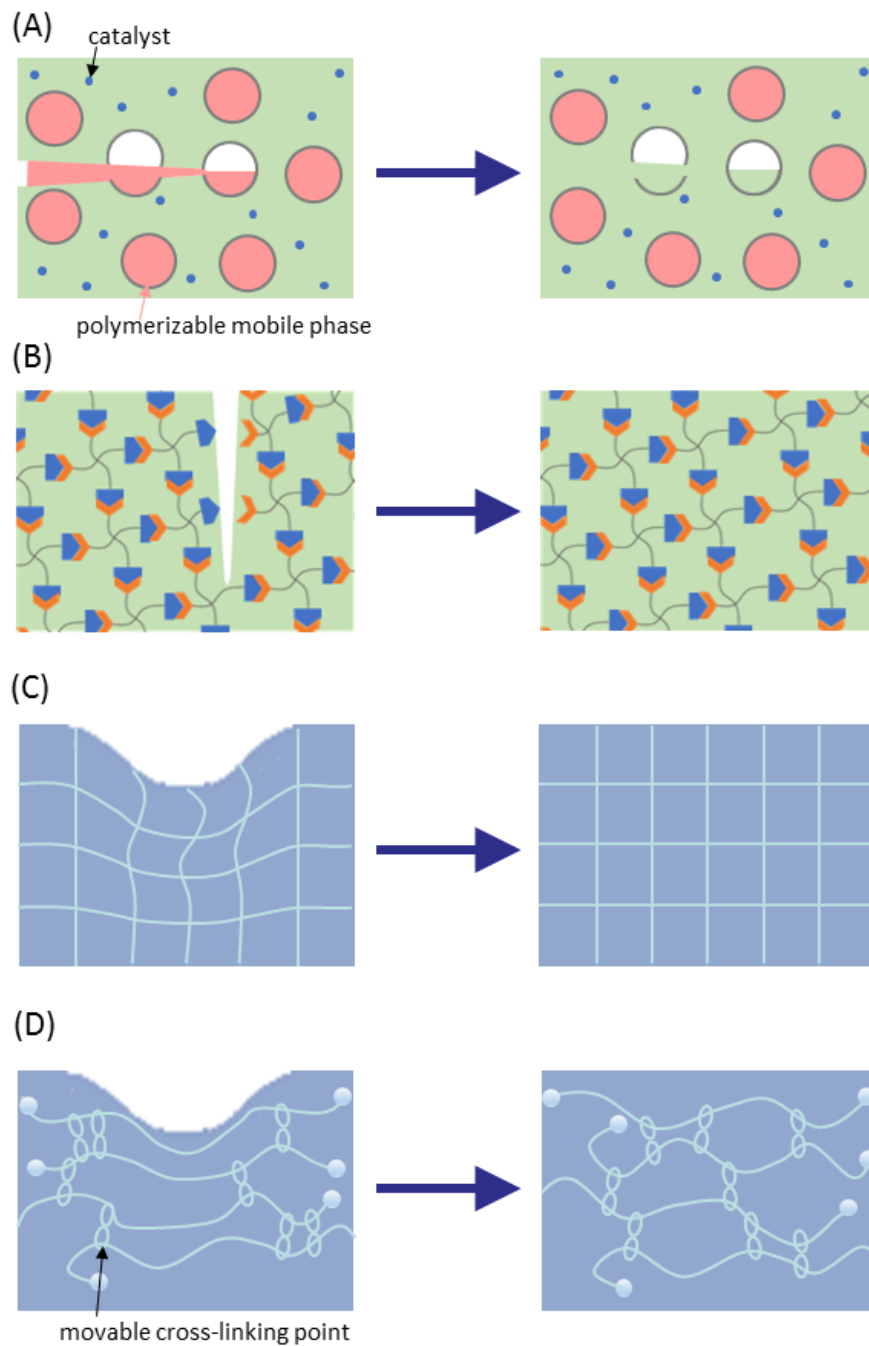 (A)
catalyst
polymerizable mobile phase
(B)
(C)
(D)
movable cross-linking point